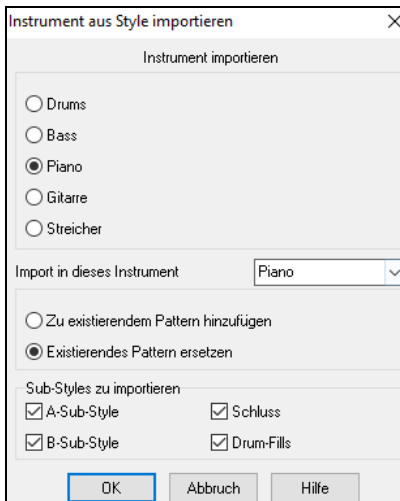 Instrument aus Style importieren
Instrument importieren
Drums
Bass
Piano
Gitarre
Streicher
Import in dieses Instrument Piano
Zu existierendem Pattern hinzufügen
Existierendes Pattern ersetzen
Sub-Styles zu importieren
A-Sub-Style Schluss
B-Sub-Style Drum-Fills
OK Abbruch Hilfe